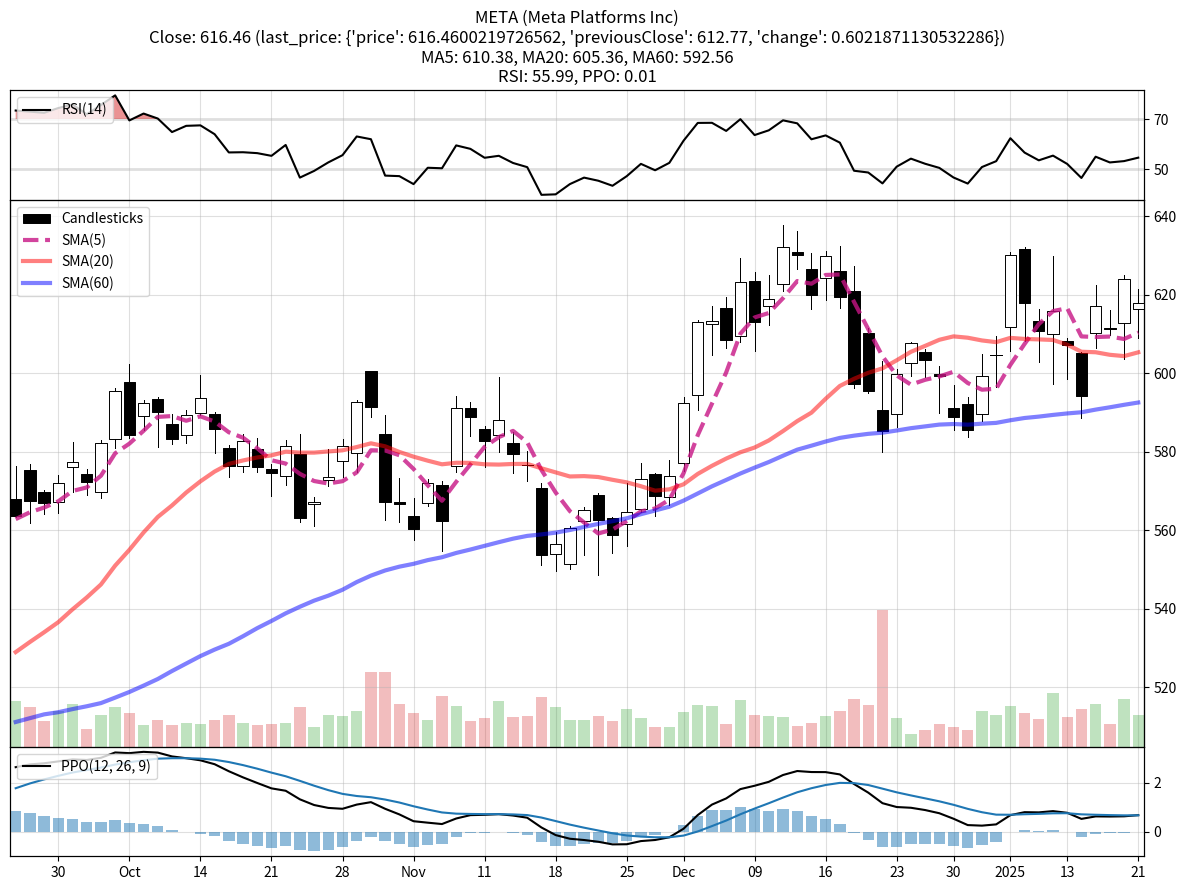 META (Meta Platforms Inc)
Close: 616.46 (last_price: {'price': 616.4600219726562, 'previousClose': 612.77, 'change': 0.6021871130532286})
MA5: 610.38, MA20: 605.36, MA60: 592.56
RSI: 55.99, PPO: 0.01
RSI(14)
70
50
Candlesticks
SMA(5)
SMA(20)
SMA(60)
640
620
600
580
560
540
520
PPO(12, 26, 9)
2
0
30 Oct 14 21 28 Nov 11 18 25 Dec 09 16 23 30 2025 13 21